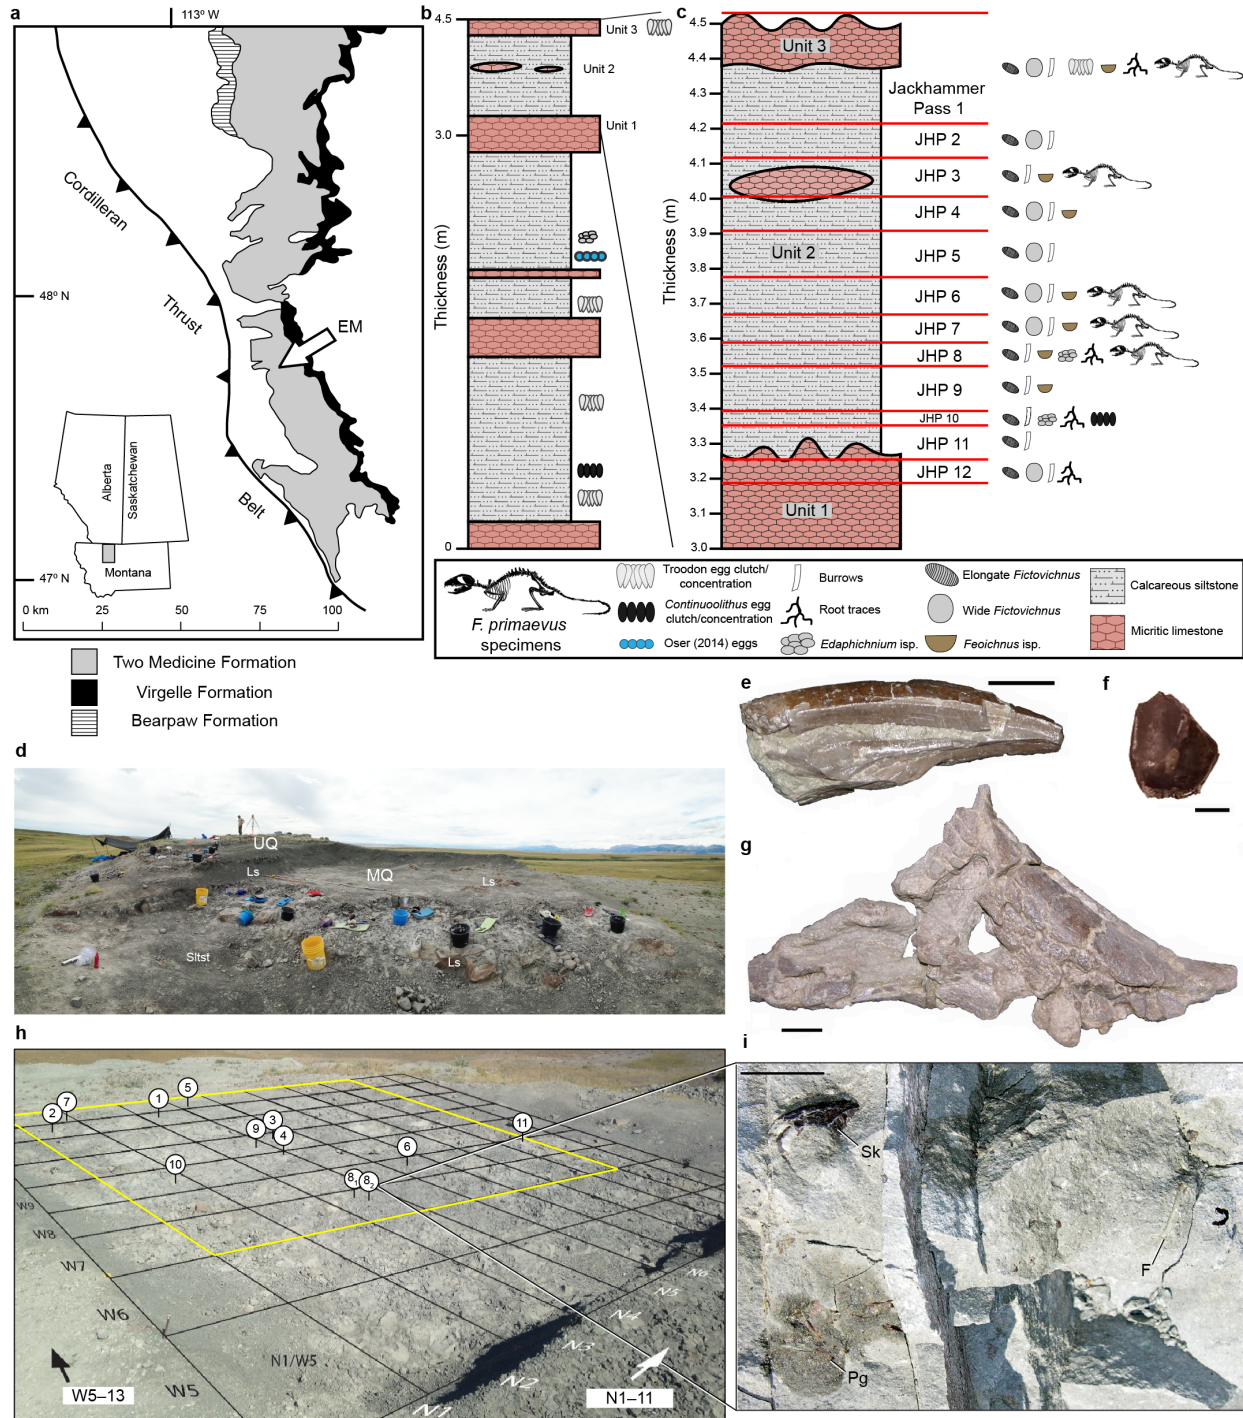 a
113º W
Cordilleran
Thrust
Belt
48º N
47º N
EM
Alberta
Saskatchewan
Montana
0 km
25
50
75
100
Two Medicine Formation
Virgelle Formation
Bearpaw Formation
b
4.5
3.0
0
Thickness (m)
Unit 3
Unit 2
Unit 1
c
Thickness (m)
4.5
4.4
4.3
4.2
4.1
4.0
3.9
3.8
3.7
3.6
3.5
3.4
3.3
3.2
3.1
3.0
Unit 3
Unit 2
Unit 1
Jackhammer
Pass 1
JHP 2
JHP 3
JHP 4
JHP 5
JHP 6
JHP 7
JHP 8
JHP 9
JHP 10
JHP 11
JHP 12
F. primaevus
specimens
Troodon egg clutch/
concentration
Continuoolithus egg
clutch/concentration
Oser (2014) eggs
Burrows
Root traces
Edaphichnium isp.
Elongate Fictovichnus
Wide Fictovichnus
Feoichnus isp.
Calcareous siltstone
Micritic limestone
d
UQ
Ls
MQ
Ls
Sltst
Ls
e
f
g
h
2
7
1
5
3
9
4
11
6
10
8₁
8₂
W9
W8
W7
W6
W5
N1/W5
N1
N2
N3
N4
N5
N6
W5–13
N1–11
i
Sk
F
Pg